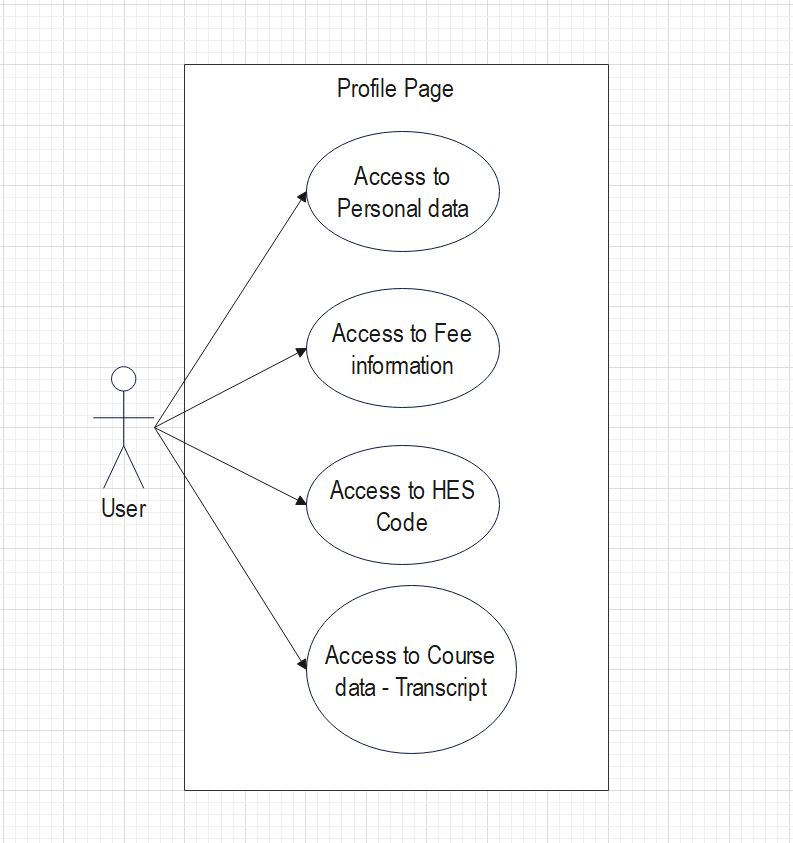 Profile Page
Access to
Personal data
Access to Fee
information
Access to HES
Code
User
Access to Course
data - Transcript